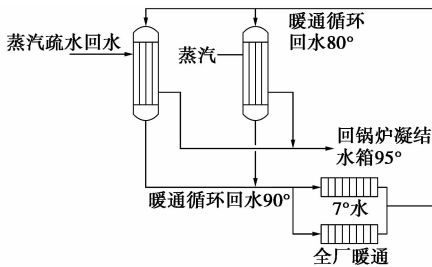 暖通循环
回水80°
蒸汽疏水回水
蒸汽
回锅炉凝结
水箱95°
暖通循环回水90°
7°水
全厂暖通